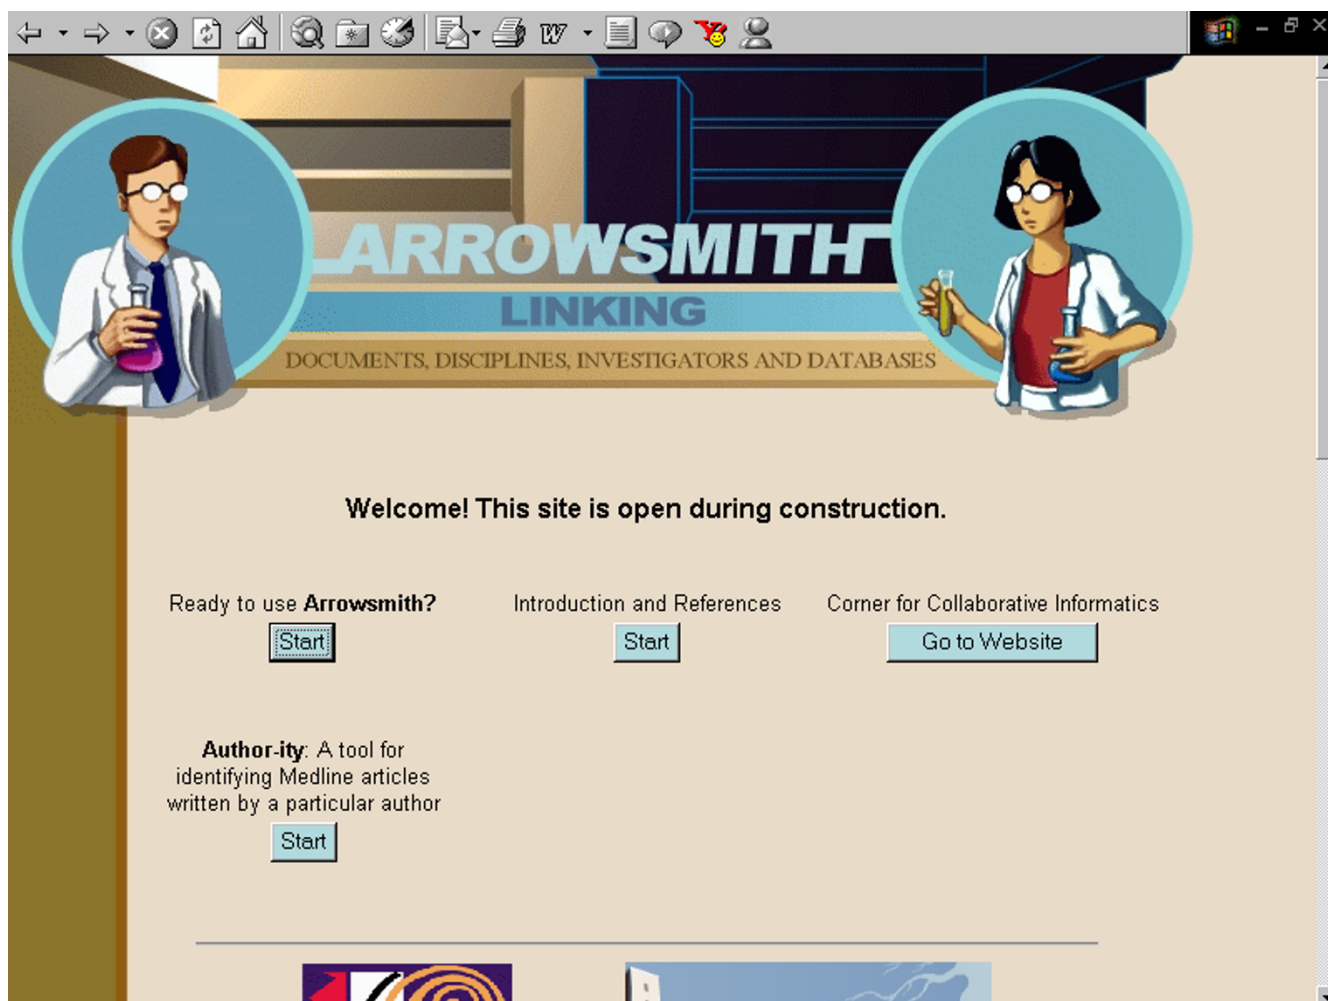 ARROWSMITH
LINKING
DOCUMENTS, DISCIPLINES, INVESTIGATORS AND DATABASES
Welcome! This site is open during construction.
Ready to use Arrowsmith?
Start
Introduction and References
Start
Corner for Collaborative Informatics
Go to Website
Author-ity: A tool for
identifying Medline articles
written by a particular author
Start